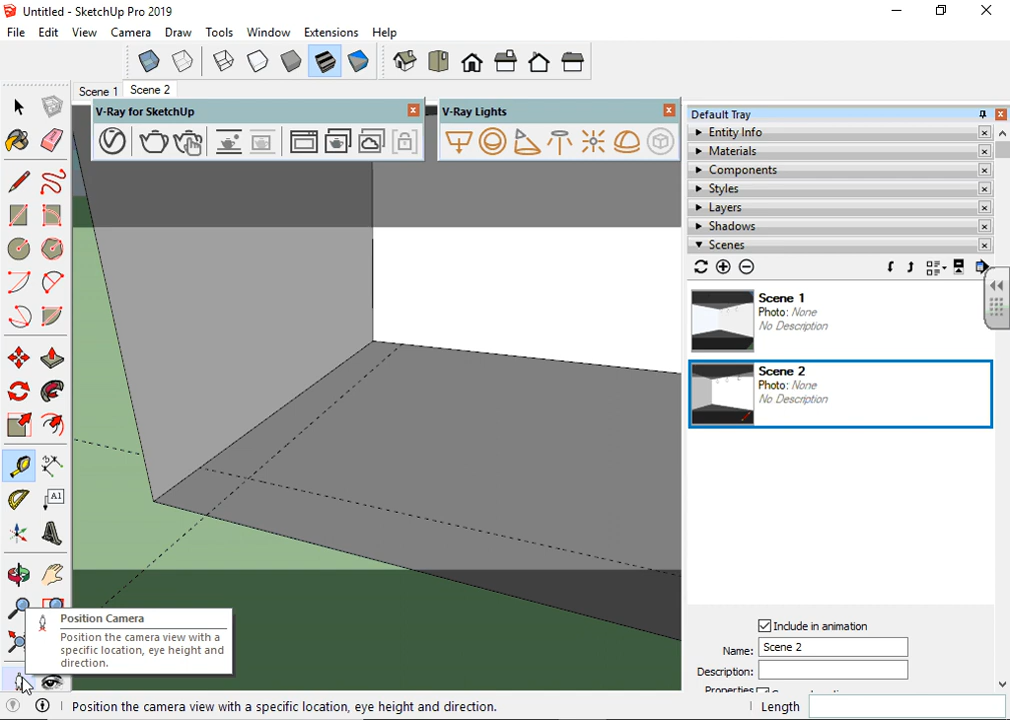 Untitled - SketchUp Pro 2019
File Edit View Camera Draw Tools Window Extensions Help
Scene 1 Scene 2
V-Ray for SketchUp
V-Ray Lights
Default Tray
Entity Info
Materials
Components
Styles
Layers
Shadows
Scenes
Scene 1
Photo: None
No Description
Scene 2
Photo: None
No Description
A1
Position Camera
Position the camera view with a
specific location, eye height and
direction.
Include in animation
Name: Scene 2
Description:
Properties
Position the camera view with a specific location, eye height and direction.
Length